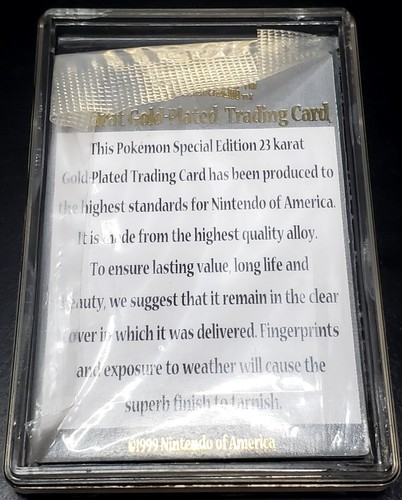 Gold-Plated Trading Card
This Pokemon Special Edition 23 karat
Gold-Plated Trading Card has been produced to
the highest standards for Nintendo of America.
It is made from the highest quality alloy.
To ensure lasting value, long life and
beauty, we suggest that it remain in the clear
cover in which it was delivered. Fingerprints
and exposure to weather will cause the
superb finish to tarnish.
©1999 Nintendo of America